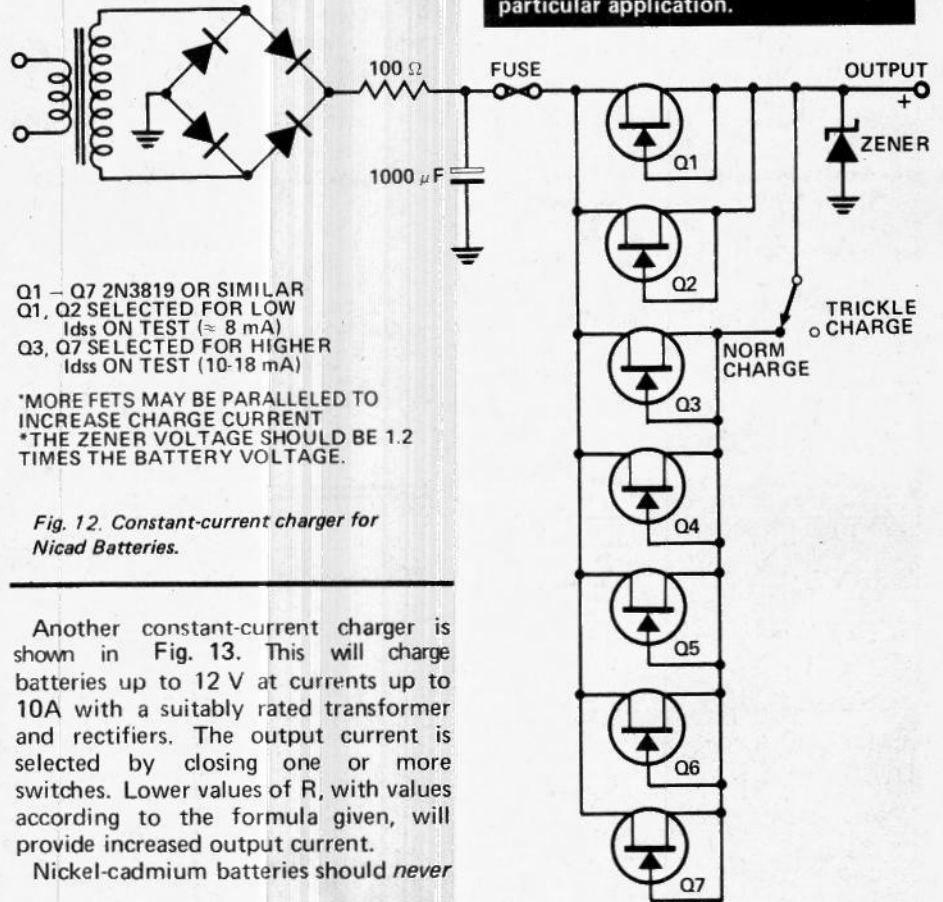 particular application.
100 Ω
FUSE
OUTPUT
+
1000 μF
ZENER
Q1
Q2
Q3
Q4
Q5
Q6
Q7
NORM
CHARGE
TRICKLE
CHARGE
Q1 – Q7 2N3819 OR SIMILAR
Q1, Q2 SELECTED FOR LOW
Idss ON TEST (≈ 8 mA)
Q3, Q7 SELECTED FOR HIGHER
Idss ON TEST (10-18 mA)
*MORE FETS MAY BE PARALLELED TO
INCREASE CHARGE CURRENT
*THE ZENER VOLTAGE SHOULD BE 1.2
TIMES THE BATTERY VOLTAGE.
Fig. 12. Constant-current charger for
Nicad Batteries.
Another constant-current charger is
shown in Fig. 13. This will charge
batteries up to 12 V at currents up to
10A with a suitably rated transformer
and rectifiers. The output current is
selected by closing one or more
switches. Lower values of R, with values
according to the formula given, will
provide increased output current.
Nickel-cadmium batteries should never